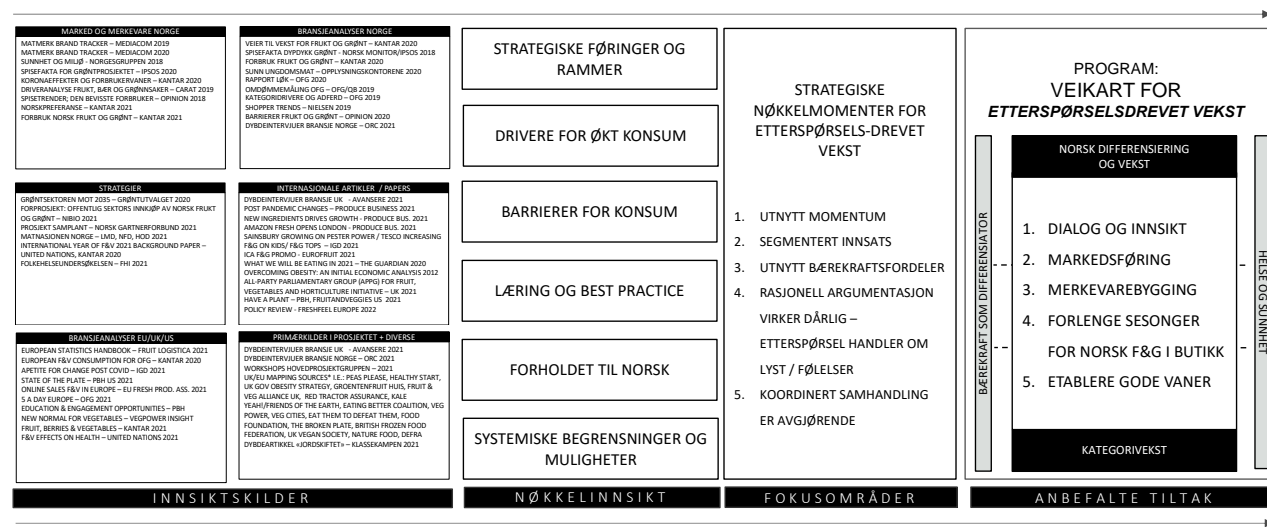 MARKED OG MERKEVARE NORGE
MATMERK BRAND TRACKER – MEDIACOM 2019
MATMERK BRAND TRACKER – MEDIACOM 2020
SUNNHET OG MILJØ - NORGESGRUPPEN 2018
SPISEFAKTA FOR GRØNTPROSJEKTET – IPSOS 2020
KORONAEFFEKTER OG FORBRUKERVANER – KANTAR 2020
DRIVERANALYSE FRUKT, BÆR OG GRØNNSAKER – CARAT 2019
SPISETRENDER; DEN BEVISSTE FORBRUKER – OPINION 2018
NORSKPREFERANSE – KANTAR 2021
FORBRUK NORSK FRUKT OG GRØNT – KANTAR 2021
BRANSJEANALYSER NORGE
VEIER TIL VEKST FOR FRUKT OG GRØNT – KANTAR 2020
SPISEFAKTA DYPDYKK GRØNT - NORSK MONITOR/IPSOS 2018
FORBRUK FRUKT OG GRØNT – KANTAR 2020
SUNN UNGDOMSMAT – OPPLYSNINGSKONTORENE 2020
RAPPORT LØK – OFG 2020
OMDØMMEMÅLING OFG – OFG/QB 2019
KATEGORIDRIVERE OG ADFERD – OFG 2019
SHOPPER TRENDS – NIELSEN 2019
BARRIERER FRUKT OG GRØNT – OPINION 2020
DYBDEINTERVJUER BRANSJE NORGE – ORC 2021
STRATEGIER
GRØNTSEKTOREN MOT 2035 – GRØNTUTVALGET 2020
FORPROSJEKT: OFFENTLIG SEKTORS INNKJØP AV NORSK FRUKT
OG GRØNT – NIBIO 2021
PROSJEKT SAMPLANT – NORSK GARTNERFORBUND 2021
MATNASJONEN NORGE – LMD, NFD, HOD 2021
INTERNATIONAL YEAR OF F&V 2021 BACKGROUND PAPER –
UNITED NATIONS, KANTAR 2020
FOLKEHELSEUNDERSØKELSEN – FHI 2021
INTERNASJONALE ARTIKLER / PAPERS
DYBDEINTERVJUER BRANSJE UK - AVANSERE 2021
POST PANDEMIC CHANGES – PRODUCE BUSINESS 2021
NEW INGREDIENTS DRIVES GROWTH - PRODUCE BUS. 2021
AMAZON FRESH OPENS LONDON - PRODUCE BUS. 2021
SAINSBURY GROWING ON PESTER POWER / TESCO INCREASING
F&G ON KIDS/ F&G TOPS – IGD 2021
ICA F&G PROMO - EUROFRUIT 2021
WHAT WE WILL BE EATING IN 2021 – THE GUARDIAN 2020
OVERCOMING OBESITY: AN INITIAL ECONOMIC ANALYSIS 2012
ALL-PARTY PARLIAMENTARY GROUP (APPG) FOR FRUIT,
VEGETABLES AND HORTICULTURE INITIATIVE – UK 2021
HAVE A PLANT – PBH, FRUITANDVEGGIES US 2021
POLICY REVIEW - FRESHFEEL EUROPE 2022
BRANSJEANALYSER EU/UK/US
EUROPEAN STATISTICS HANDBOOK – FRUIT LOGISTICA 2021
EUROPEAN F&V CONSUMPTION FOR OFG – KANTAR 2020
APETITE FOR CHANGE POST COVID – IGD 2021
STATE OF THE PLATE – PBH US 2021
ONLINE SALES F&V IN EUROPE – EU FRESH PROD. ASS. 2021
5 A DAY EUROPE – OFG 2021
EDUCATION & ENGAGEMENT OPPORTUNITIES – PBH
NEW NORMAL FOR VEGETABLES – VEGPOWER INSIGHT
FRUIT, BERRIES & VEGETABLES – KANTAR 2021
F&V EFFECTS ON HEALTH – UNITED NATIONS 2021
PRIMÆRKILDER I PROSJEKTET + DIVERSE
DYBDEINTERVJUER BRANSJE UK - AVANSERE 2021
DYBDEINTERVJUER BRANSJE NORGE – ORC 2021
WORKSHOPS HOVEDPROSJEKTGRUPPEN – 2021
UK/EU MAPPING SOURCES* I.E.: PEAS PLEASE, HEALTHY START,
UK GOV OBESITY STRATEGY, GROENTENFRUIT HUIS, FRUIT &
VEG ALLIANCE UK, RED TRACTOR ASSURANCE, KALE
YEAH!/FRIENDS OF THE EARTH, EATING BETTER COALITION, VEG
POWER, VEG CITIES, EAT THEM TO DEFEAT THEM, FOOD
FOUNDATION, THE BROKEN PLATE, BRITISH FROZEN FOOD
FEDERATION, UK VEGAN SOCIETY, NATURE FOOD, DEFRA
DYBDEARTIKKEL «JORDSKIFTET» – KLASSEKAMPEN 2021
INNSIKTSKILDER
STRATEGISKE FØRINGER OG
RAMMER
DRIVERE FOR ØKT KONSUM
BARRIERER FOR KONSUM
LÆRING OG BEST PRACTICE
FORHOLDET TIL NORSK
SYSTEMISKE BEGRENSNINGER OG
MULIGHETER
NØKKELINNSIKT
STRATEGISKE
NØKKELMOMENTER FOR
ETTERSPØRSELS-DREVET
VEKST
1. UTNYTT MOMENTUM
2. SEGMENTERT INNSATS
3. UTNYTT BÆREKRAFTSFORDELER
4. RASJONELL ARGUMENTASJON
VIRKER DÅRLIG –
ETTERSPØRSEL HANDLER OM
LYST / FØLELSER
5. KOORDINERT SAMHANDLING
ER AVGJØRENDE
FOKUSOMRÅDER
PROGRAM:
VEIKART FOR
ETTERSPØRSELSDREVET VEKST
BÆREKRAFT SOM DIFFERENSIATOR
NORSK DIFFERENSIERING
OG VEKST
1. DIALOG OG INNSIKT
2. MARKEDSFØRING
3. MERKEVAREBYGGING
4. FORLENGE SESONGER
FOR NORSK F&G I BUTIKK
5. ETABLERE GODE VANER
KATEGORIVEKST
HELSE OG SUNNHET
ANBEFALTE TILTAK